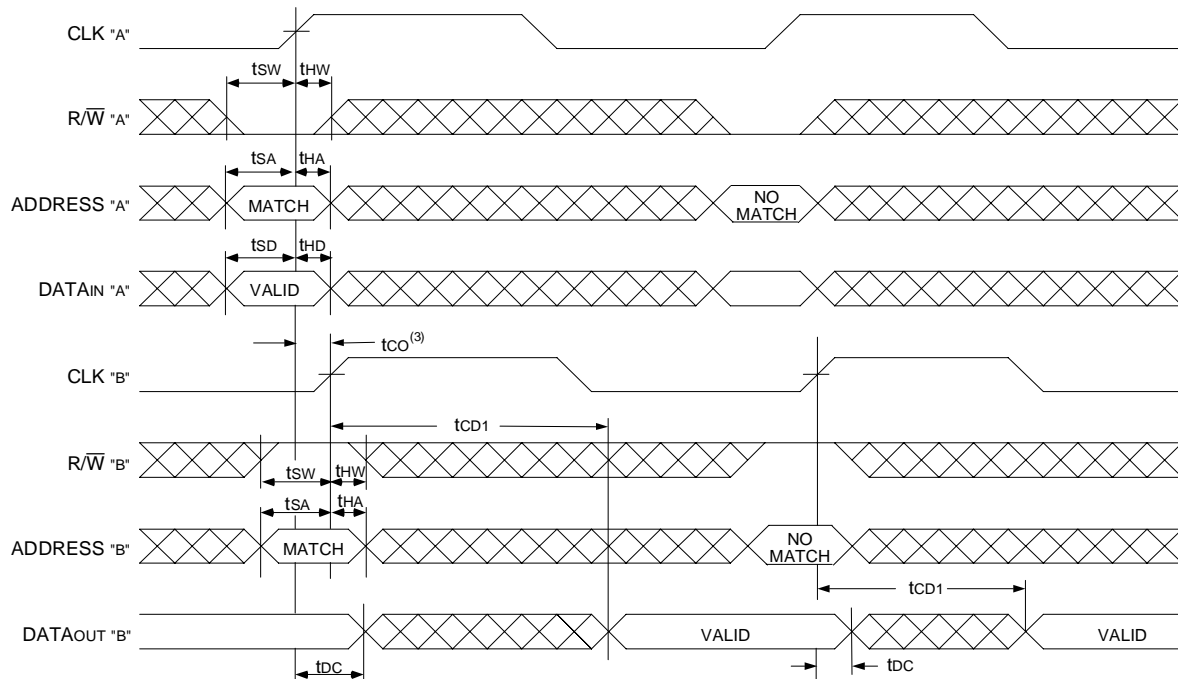 CLK "A"
tSW tHW
R/W̅ "A"
tSA tHA
ADDRESS "A" MATCH NO MATCH
tSD tHD
DATAIN "A" VALID
tCO(3)
CLK "B"
tCD1
R/W̅ "B"
tSW tHW
tSA tHA
ADDRESS "B" MATCH NO MATCH
tCD1
DATAOUT "B" VALID VALID
tDC tDC